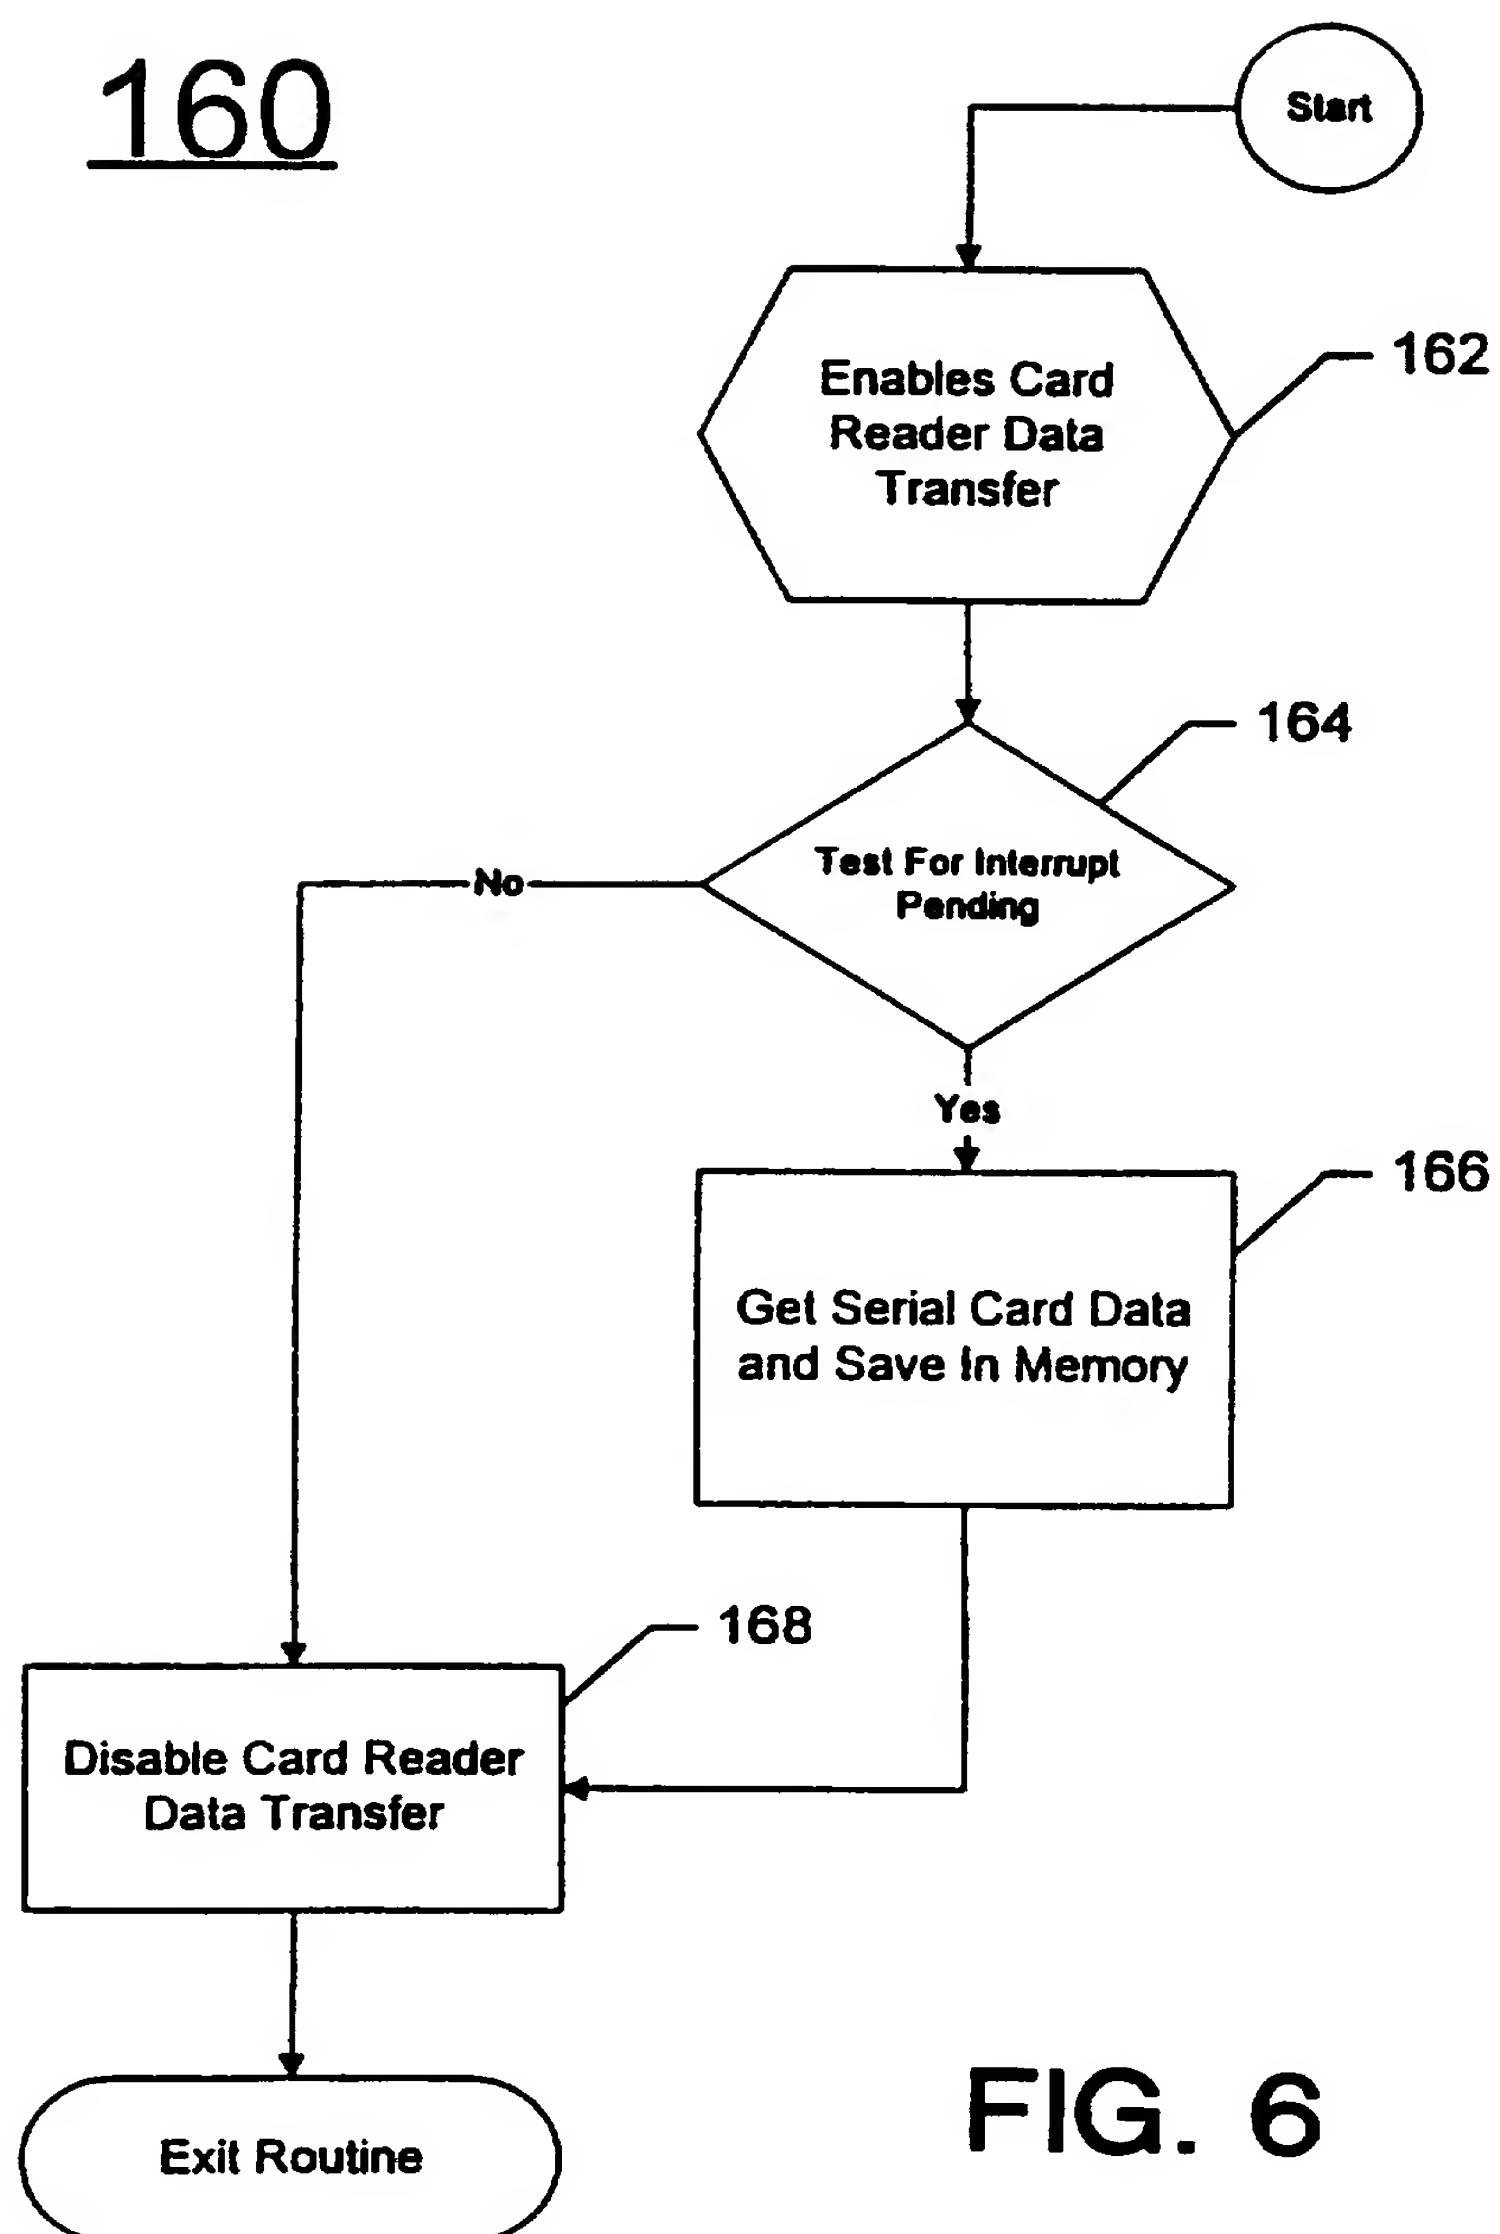 160
Start
Enables Card
Reader Data
Transfer
162
164
Test For Interrupt
Pending
No
Yes
166
Get Serial Card Data
and Save In Memory
168
Disable Card Reader
Data Transfer
Exit Routine
FIG. 6